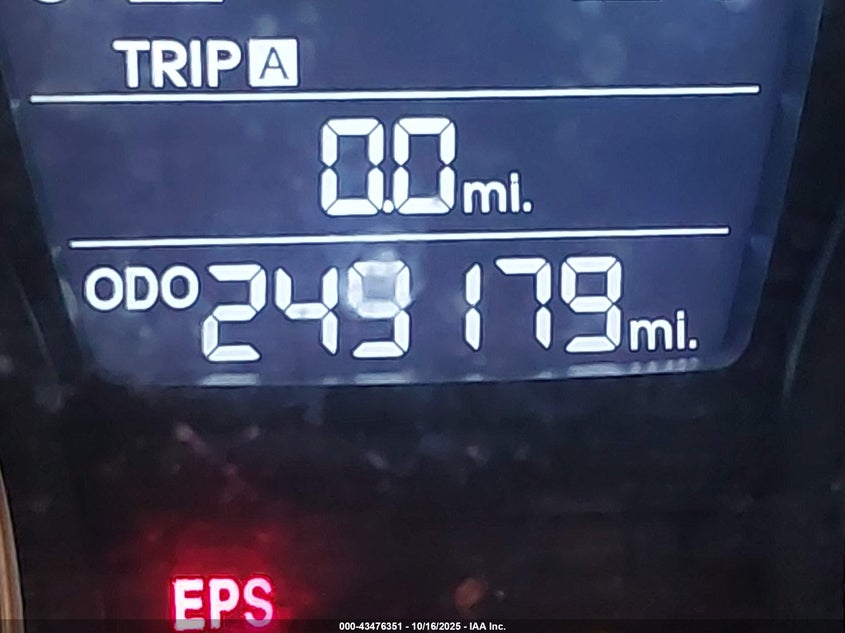 TRIP A
0.0 mi.
ODO 249179 mi.
EPS
000-43476351 - 10/16/2025 - IAA Inc.